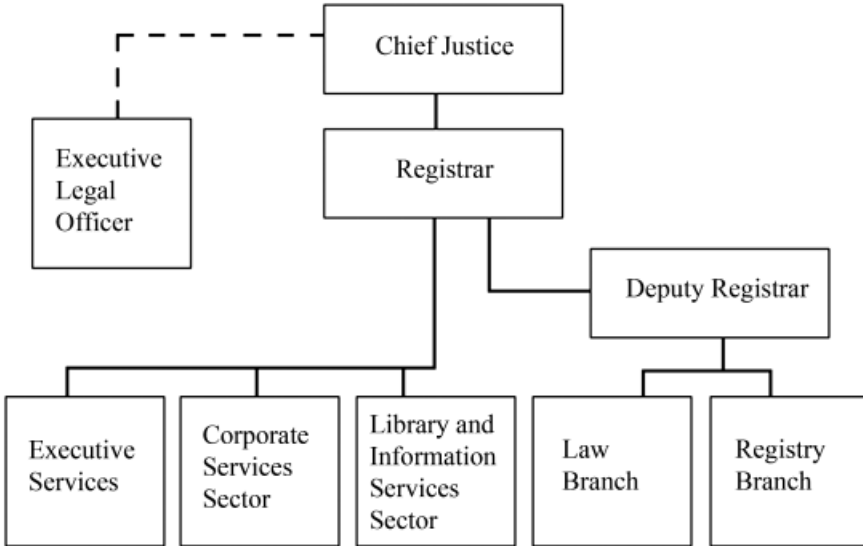 Chief Justice
Executive
Legal
Officer
Registrar
Deputy Registrar
Executive
Services
Corporate
Services
Sector
Library and
Information
Services
Sector
Law
Branch
Registry
Branch